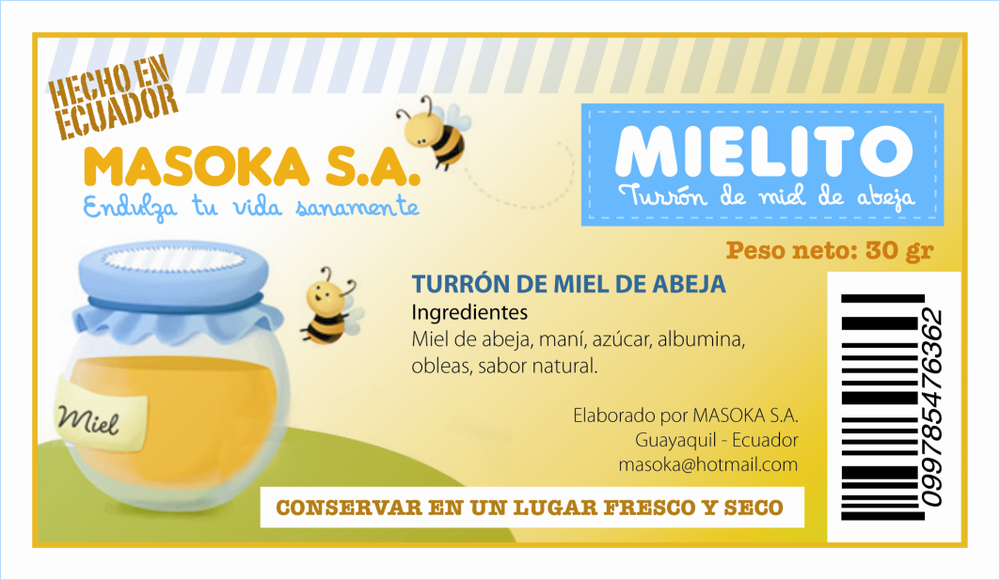 HECHO EN
ECUADOR
MASOKA S.A.
Endulza tu vida sanamente
MIELITO
Turrón de miel de abeja
Peso neto: 30 gr
TURRÓN DE MIEL DE ABEJA
Ingredientes
Miel de abeja, maní, azúcar, albumina,
obleas, sabor natural.
Miel
Elaborado por MASOKA S.A.
Guayaquil - Ecuador
masoka@hotmail.com
CONSERVAR EN UN LUGAR FRESCO Y SECO
099785476362